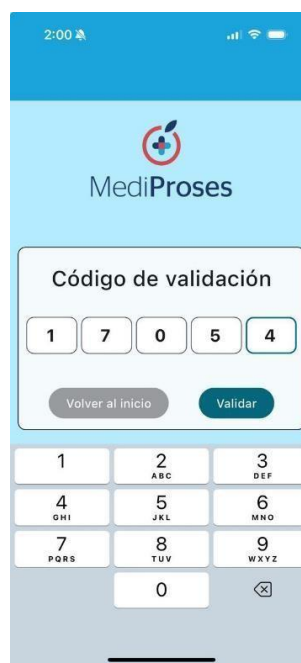 2:00
MediProses
Código de validación
1 7 0 5 4
Volver al inicio Validar
1 2 3
ABC DEF
4 5 6
GHI JKL MNO
7 8 9
PQRS TUV WXYZ
0